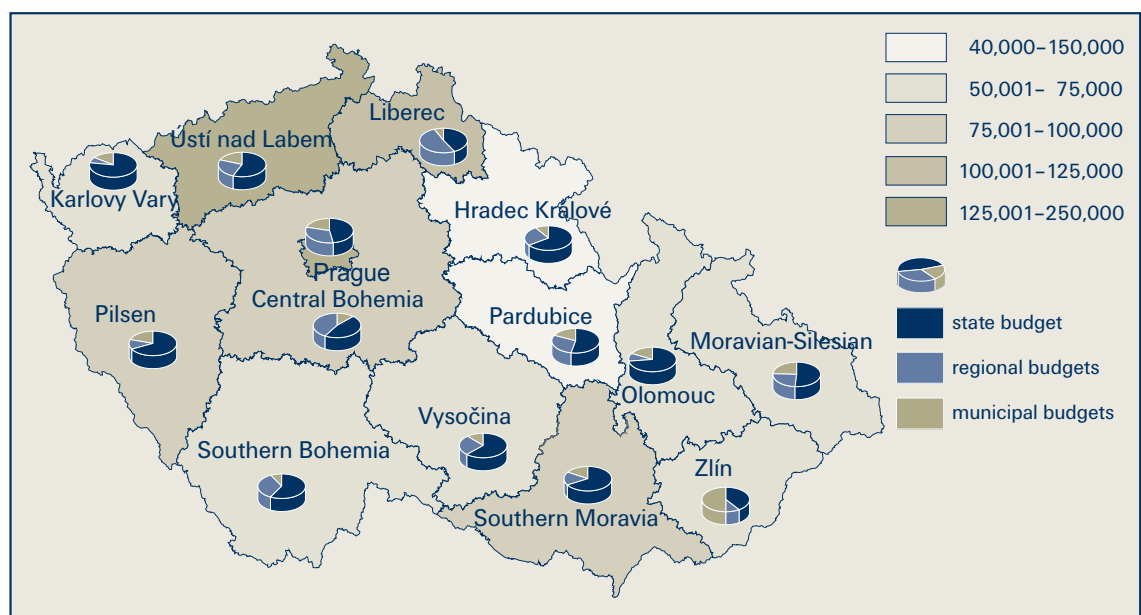 40,000–150,000
50,001– 75,000
75,001–100,000
100,001–125,000
125,001–250,000
Liberec
Ústí nad Labem
Karlovy Vary
Hradec Králové
Prague
Central Bohemia
Pilsen
Pardubice
Moravian-Silesian
Olomouc
Vysočina
Southern Bohemia
Zlín
Southern Moravia
state budget
regional budgets
municipal budgets